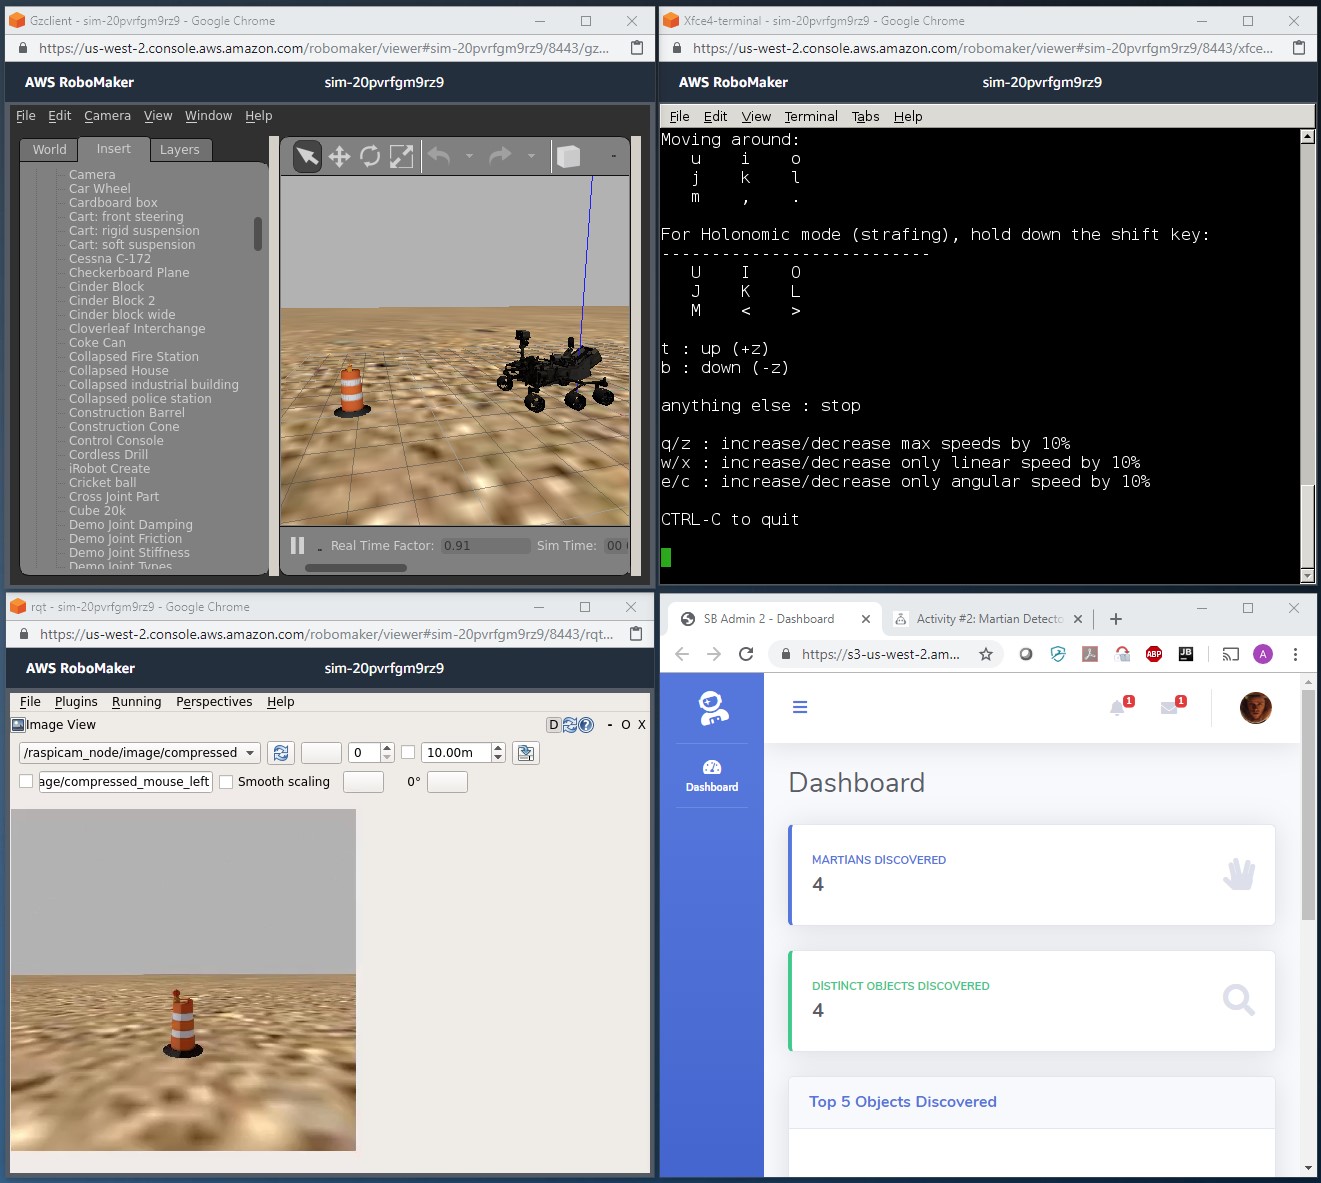 Gzclient - sim-20pvrfgm9rz9 - Google Chrome
https://us-west-2.console.aws.amazon.com/robomaker/viewer#sim-20pvrfgm9rz9/8443/gz...
AWS RoboMaker
sim-20pvrfgm9rz9
File Edit Camera View Window Help
World Insert Layers
Camera
Car Wheel
Cardboard box
Cart: front steering
Cart: rigid suspension
Cart: soft suspension
Cessna C-172
Checkerboard Plane
Cinder Block
Cinder Block 2
Cinder block wide
Cloverleaf Interchange
Coke Can
Collapsed Fire Station
Collapsed House
Collapsed industrial building
Collapsed police station
Construction Barrel
Construction Cone
Control Console
Cordless Drill
iRobot Create
Cricket ball
Cross Joint Part
Cube 20k
Demo Joint Damping
Demo Joint Friction
Demo Joint Stiffness
Demo Joint Types
Real Time Factor: 0.91 Sim Time: 00
Xfce4-terminal - sim-20pvrfgm9rz9 - Google Chrome
https://us-west-2.console.aws.amazon.com/robomaker/viewer#sim-20pvrfgm9rz9/8443/xfce...
AWS RoboMaker
sim-20pvrfgm9rz9
File Edit View Terminal Tabs Help
Moving around:
u i o
j k l
m , .
For Holonomic mode (strafing), hold down the shift key:
---------------------------
U I O
J K L
M < >
t : up (+z)
b : down (-z)
anything else : stop
q/z : increase/decrease max speeds by 10%
w/x : increase/decrease only linear speed by 10%
e/c : increase/decrease only angular speed by 10%
CTRL-C to quit
rqt - sim-20pvrfgm9rz9 - Google Chrome
https://us-west-2.console.aws.amazon.com/robomaker/viewer#sim-20pvrfgm9rz9/8443/rqt...
AWS RoboMaker
sim-20pvrfgm9rz9
File Plugins Running Perspectives Help
Image View D - O X
/raspicam_node/image/compressed 0 10.00m
age/compressed_mouse_left Smooth scaling 0°
SB Admin 2 - Dashboard
Activity #2: Martian Detecto
https://s3-us-west-2.am...
ABP
JB
A
1
1
Dashboard
Dashboard
MARTIANS DISCOVERED
4
DISTINCT OBJECTS DISCOVERED
4
Top 5 Objects Discovered